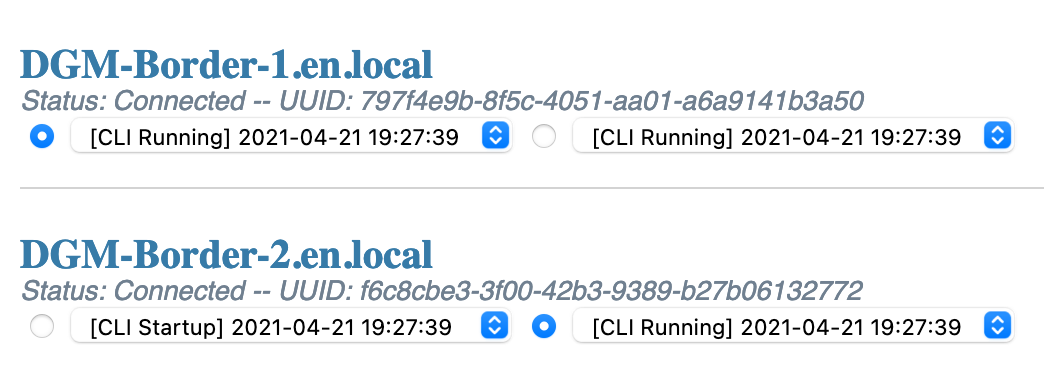 DGM-Border-1.en.local
Status: Connected -- UUID: 797f4e9b-8f5c-4051-aa01-a6a9141b3a50
[CLI Running] 2021-04-21 19:27:39 [CLI Running] 2021-04-21 19:27:39
DGM-Border-2.en.local
Status: Connected -- UUID: f6c8cbe3-3f00-42b3-9389-b27b06132772
[CLI Startup] 2021-04-21 19:27:39 [CLI Running] 2021-04-21 19:27:39